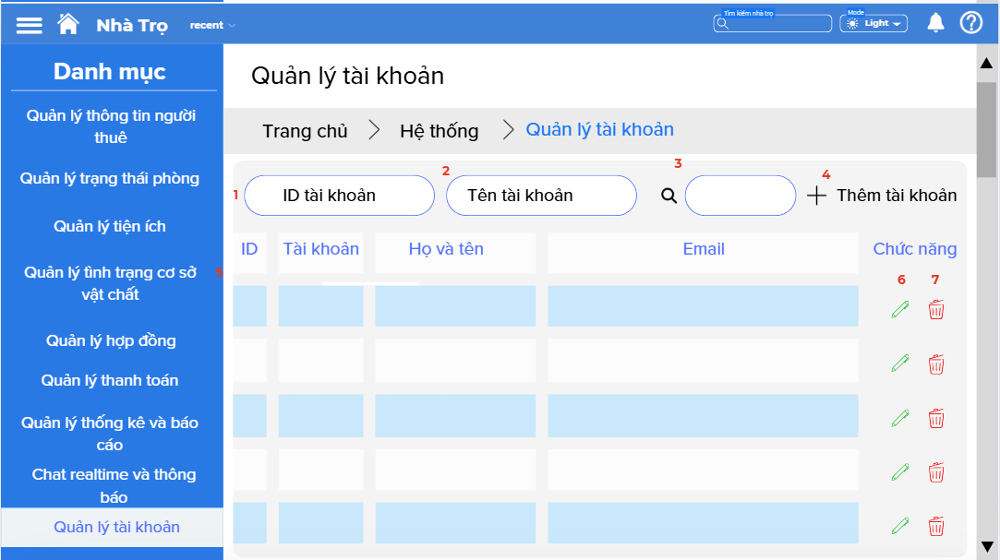 Nhà Trọ
recent
Tìm kiếm nhà trọ
Mode
Light
Danh mục
Quản lý thông tin người
thuê
Quản lý trạng thái phòng
Quản lý tiện ích
Quản lý tình trạng cơ sở
vật chất
Quản lý hợp đồng
Quản lý thanh toán
Quản lý thống kê và báo
cáo
Chat realtime và thông
báo
Quản lý tài khoản
Quản lý tài khoản
Trang chủ
Hệ thống
Quản lý tài khoản
1
ID tài khoản
2
Tên tài khoản
3
4
Thêm tài khoản
ID
Tài khoản
Họ và tên
Email
Chức năng
5
6
7